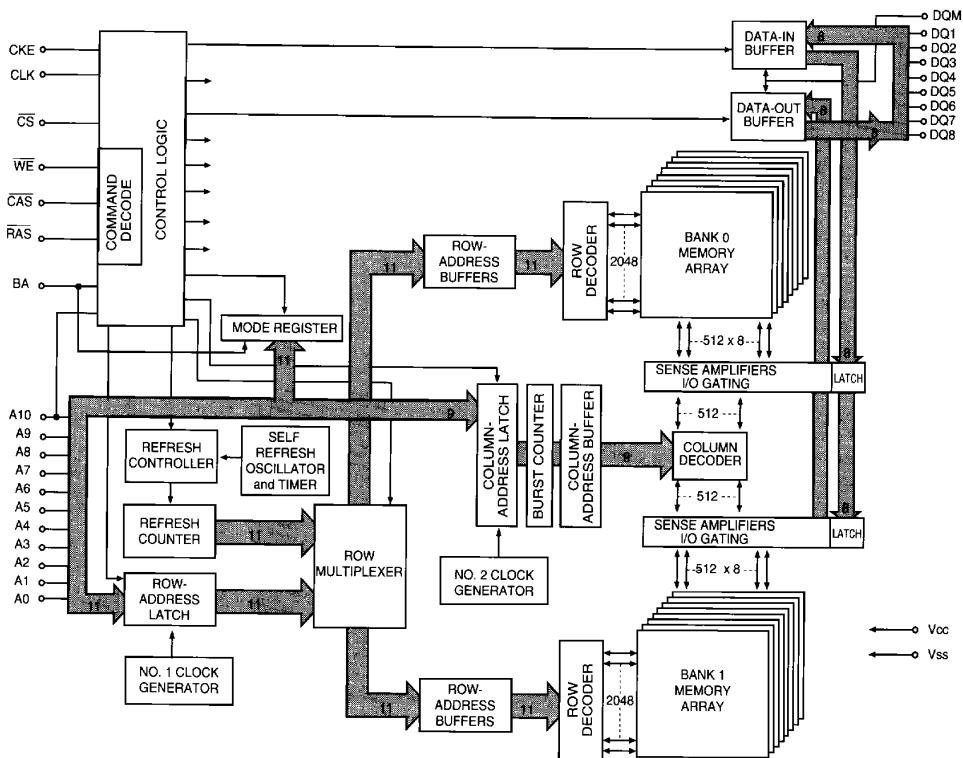 DQM
DQ1
DQ2
DQ3
DQ4
DQ5
DQ6
DQ7
DQ8
CKE
CLK
CS
WE
CAS
RAS
BA
A10
A9
A8
A7
A6
A5
A4
A3
A2
A1
A0
COMMAND
DECODE
CONTROL LOGIC
DATA-IN
BUFFER
DATA-OUT
BUFFER
8
8
8
8
MODE REGISTER
11
11
ROW-
ADDRESS
BUFFERS
11
ROW
DECODER
2048
BANK 0
MEMORY
ARRAY
512 x 8
SENSE AMPLIFIERS
I/O GATING
LATCH
512
9
COLUMN-
ADDRESS LATCH
BURST COUNTER
COLUMN-
ADDRESS BUFFER
8
COLUMN
DECODER
512
8
SENSE AMPLIFIERS
I/O GATING
LATCH
512 x 8
REFRESH
CONTROLLER
SELF
REFRESH
OSCILLATOR
and TIMER
REFRESH
COUNTER
11
ROW
MULTIPLEXER
11
ROW-
ADDRESS
LATCH
11
NO. 1 CLOCK
GENERATOR
NO. 2 CLOCK
GENERATOR
11
ROW-
ADDRESS
BUFFERS
11
ROW
DECODER
2048
BANK 1
MEMORY
ARRAY
Vcc
Vss